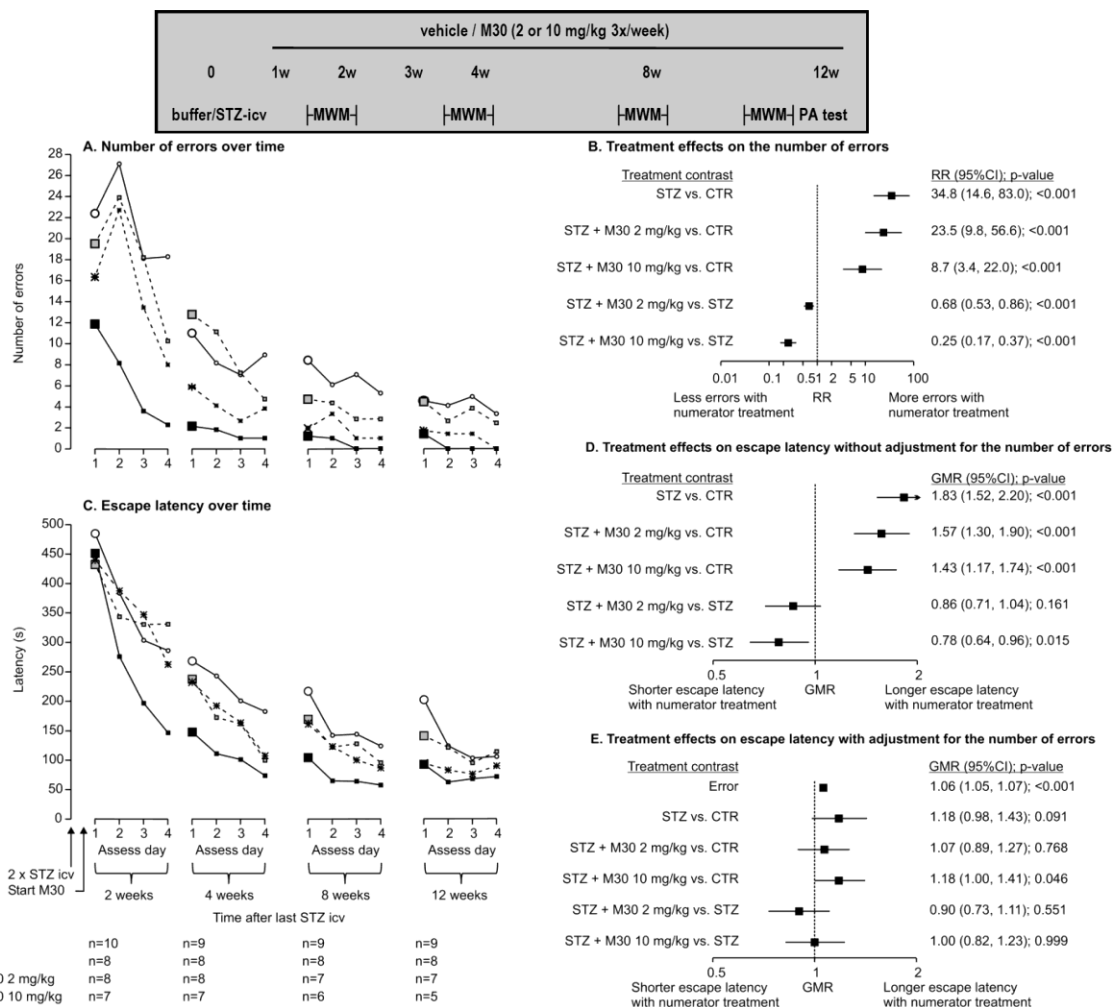 vehicle / M30 (2 or 10 mg/kg 3x/week)
0 1w 2w 3w 4w 8w 12w
buffer/STZ-icv MWM MWM MWM MWM PA test
A. Number of errors over time
28
26
24
22
20
18
16
14
12
10
8
6
4
2
0
Number of errors
1 2 3 4 1 2 3 4 1 2 3 4 1 2 3 4
B. Treatment effects on the number of errors
Treatment contrast RR (95%CI); p-value
STZ vs. CTR 34.8 (14.6, 83.0); <0.001
STZ + M30 2 mg/kg vs. CTR 23.5 (9.8, 56.6); <0.001
STZ + M30 10 mg/kg vs. CTR 8.7 (3.4, 22.0); <0.001
STZ + M30 2 mg/kg vs. STZ 0.68 (0.53, 0.86); <0.001
STZ + M30 10 mg/kg vs. STZ 0.25 (0.17, 0.37); <0.001
0.01 0.1 0.5 1 2 5 10 100
Less errors with RR More errors with
numerator treatment numerator treatment
C. Escape latency over time
500
450
400
350
300
250
200
150
100
50
0
Latency (s)
1 2 3 4 1 2 3 4 1 2 3 4 1 2 3 4
Assess day Assess day Assess day Assess day
2 x STZ icv
Start M30
2 weeks 4 weeks 8 weeks 12 weeks
Time after last STZ icv
n=10 n=9 n=9 n=9
n=8 n=8 n=8 n=8
0 2 mg/kg n=8 n=8 n=7 n=7
0 10 mg/kg n=7 n=7 n=6 n=5
D. Treatment effects on escape latency without adjustment for the number of errors
Treatment contrast GMR (95%CI); p-value
STZ vs. CTR 1.83 (1.52, 2.20); <0.001
STZ + M30 2 mg/kg vs. CTR 1.57 (1.30, 1.90); <0.001
STZ + M30 10 mg/kg vs. CTR 1.43 (1.17, 1.74); <0.001
STZ + M30 2 mg/kg vs. STZ 0.86 (0.71, 1.04); 0.161
STZ + M30 10 mg/kg vs. STZ 0.78 (0.64, 0.96); 0.015
0.5 1 2
Shorter escape latency GMR Longer escape latency
with numerator treatment with numerator treatment
E. Treatment effects on escape latency with adjustment for the number of errors
Treatment contrast GMR (95%CI); p-value
Error 1.06 (1.05, 1.07); <0.001
STZ vs. CTR 1.18 (0.98, 1.43); 0.091
STZ + M30 2 mg/kg vs. CTR 1.07 (0.89, 1.27); 0.768
STZ + M30 10 mg/kg vs. CTR 1.18 (1.00, 1.41); 0.046
STZ + M30 2 mg/kg vs. STZ 0.90 (0.73, 1.11); 0.551
STZ + M30 10 mg/kg vs. STZ 1.00 (0.82, 1.23); 0.999
0.5 1 2
Shorter escape latency GMR Longer escape latency
with numerator treatment with numerator treatment